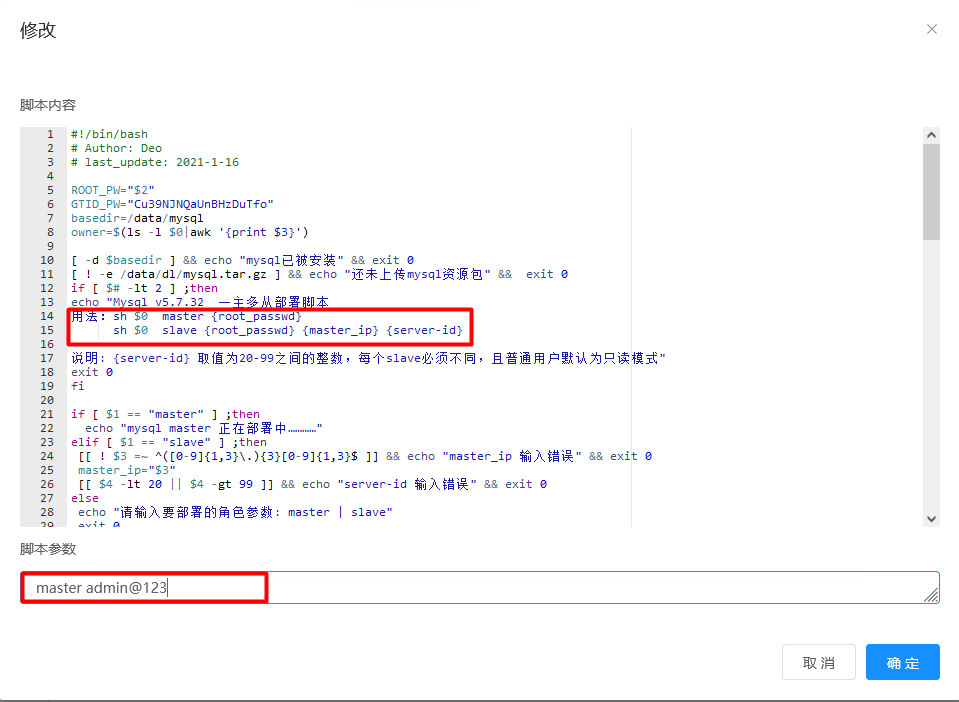 修改
脚本内容
1 #!/bin/bash
2 # Author: Deo
3 # last_update: 2021-1-16
4
5 ROOT_PW="$2"
6 GTID_PW="Cu39NJNQaUnBHzDuTfo"
7 basedir=/data/mysql
8 owner=$(ls -l $0|awk '{print $3}')
9
10 [ -d $basedir ] && echo "mysql已被安装" && exit 0
11 [ ! -e /data/dl/mysql.tar.gz ] && echo "还未上传mysql资源包" &&  exit 0
12 if [ $# -lt 2 ] ;then
13 echo "Mysql v5.7.32  一主多从部署脚本
14 用法: sh $0  master {root_passwd}
15       sh $0  slave {root_passwd} {master_ip} {server-id}
16
17 说明: {server-id} 取值为20-99之间的整数，每个slave必须不同，且普通用户默认为只读模式"
18 exit 0
19 fi
20
21 if [ $1 == "master" ] ;then
22   echo "mysql master 正在部署中…………"
23 elif [ $1 == "slave" ] ;then
24  [[ ! $3 =~ ^([0-9]{1,3}\.){3}[0-9]{1,3}$ ]] && echo "master_ip 输入错误" && exit 0
25  master_ip="$3"
26  [[ $4 -lt 20 || $4 -gt 99 ]] && echo "server-id 输入错误" && exit 0
27 else
28  echo "请输入要部署的角色参数: master | slave"
29  exit 0
脚本参数
master admin@123
取 消
确 定